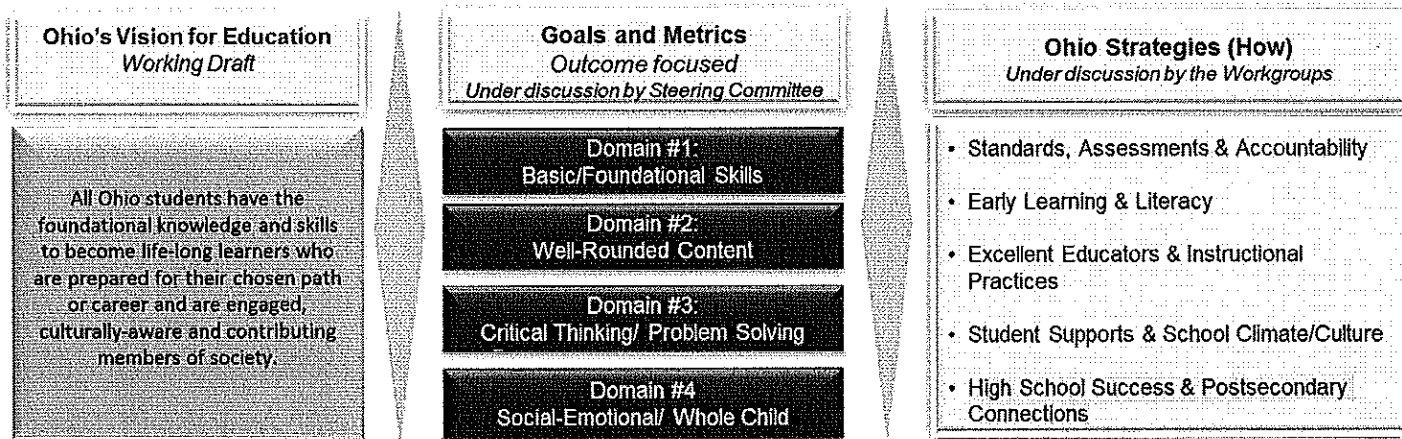 Ohio's Vision for Education
Working Draft
All Ohio students have the
foundational knowledge and skills
to become life-long learners who
are prepared for their chosen path
or career and are engaged,
culturally-aware and contributing
members of society.
Goals and Metrics
Outcome focused
Under discussion by Steering Committee
Domain #1:
Basic/Foundational Skills
Domain #2:
Well-Rounded Content
Domain #3:
Critical Thinking/ Problem Solving
Domain #4
Social-Emotional/ Whole Child
Ohio Strategies (How)
Under discussion by the Workgroups
• Standards, Assessments & Accountability
• Early Learning & Literacy
• Excellent Educators & Instructional
Practices
• Student Supports & School Climate/Culture
• High School Success & Postsecondary
Connections